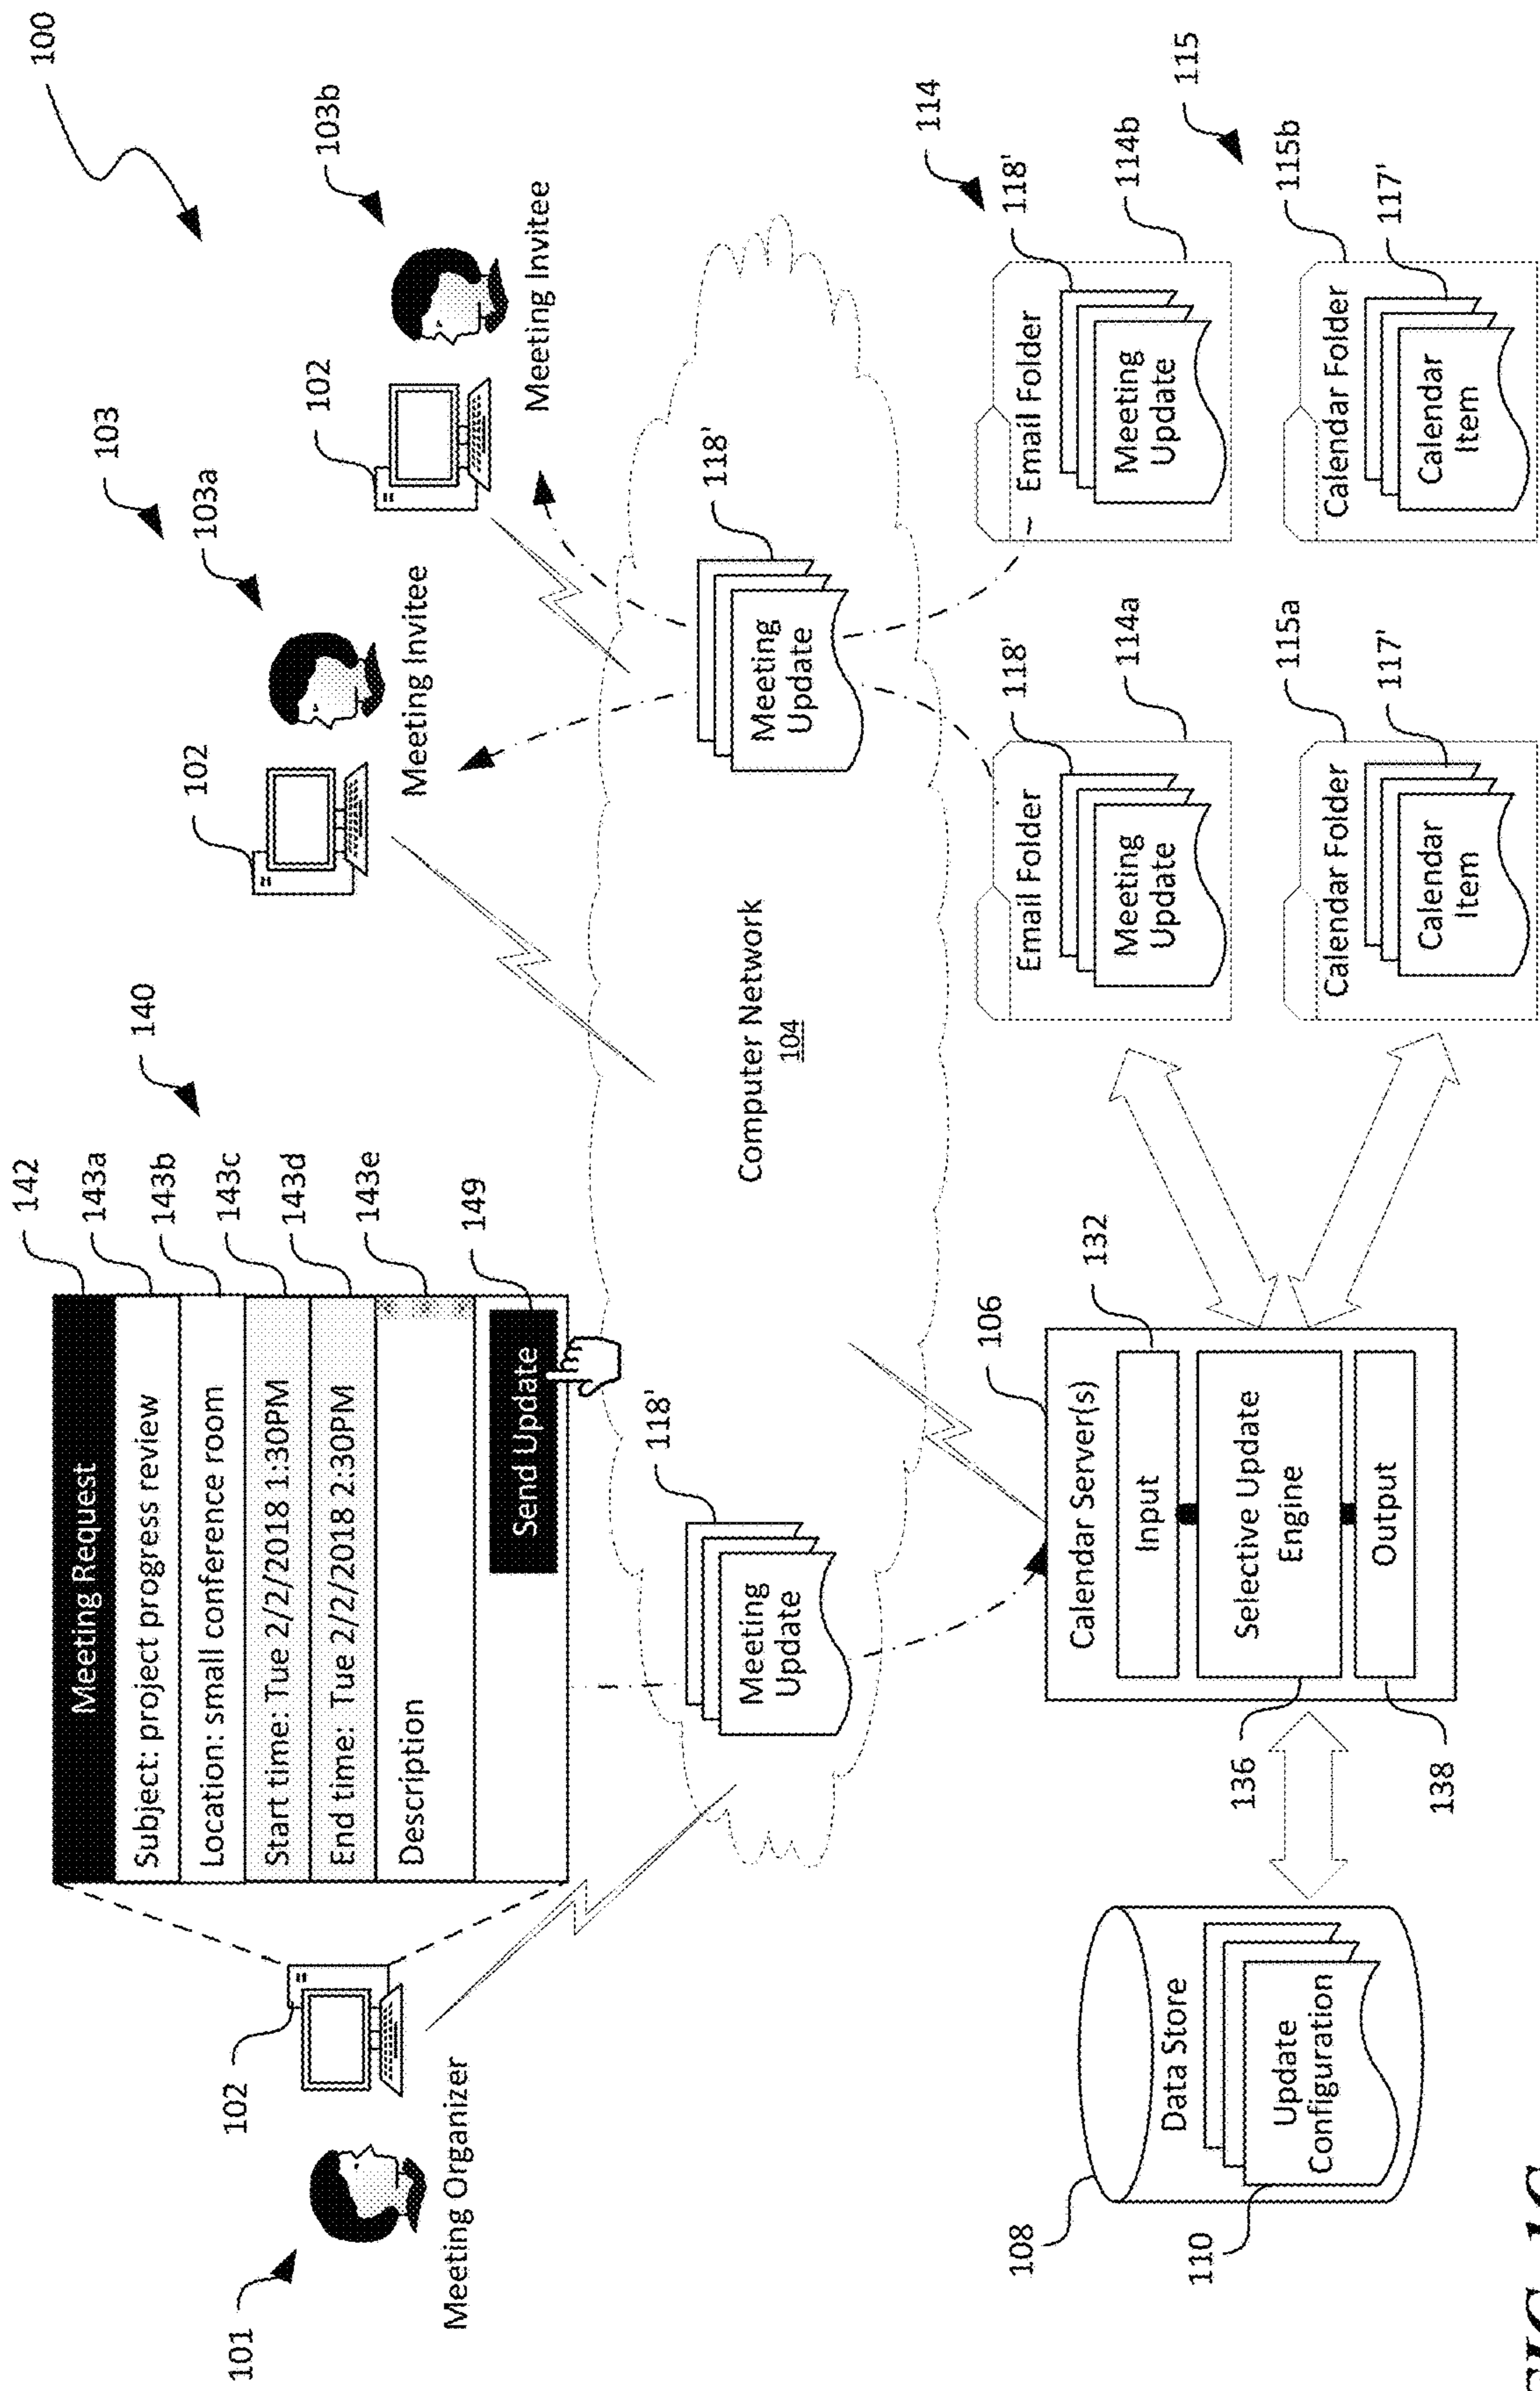 100
142
Meeting Request
143a
Subject: project progress review
143b
Location: small conference room
143c
Start time: Tue 2/2/2018 1:30PM
143d
End time: Tue 2/2/2018 2:30PM
143e
Description
149
Send Update
140
101
Meeting Organizer
102
103
103a
102
Meeting Invitee
103b
102
Meeting Invitee
118'
Meeting
Update
Computer Network
104
118'
Meeting
Update
108
Data Store
110
Update
Configuration
106
Calendar Server(s)
132
Input
Selective Update
Engine
136
Output
138
114
Email Folder
118'
Meeting
Update
114a
Email Folder
118'
Meeting
Update
114b
115
Calendar Folder
115a
Calendar
Item
117'
Calendar Folder
115b
Calendar
Item
117'